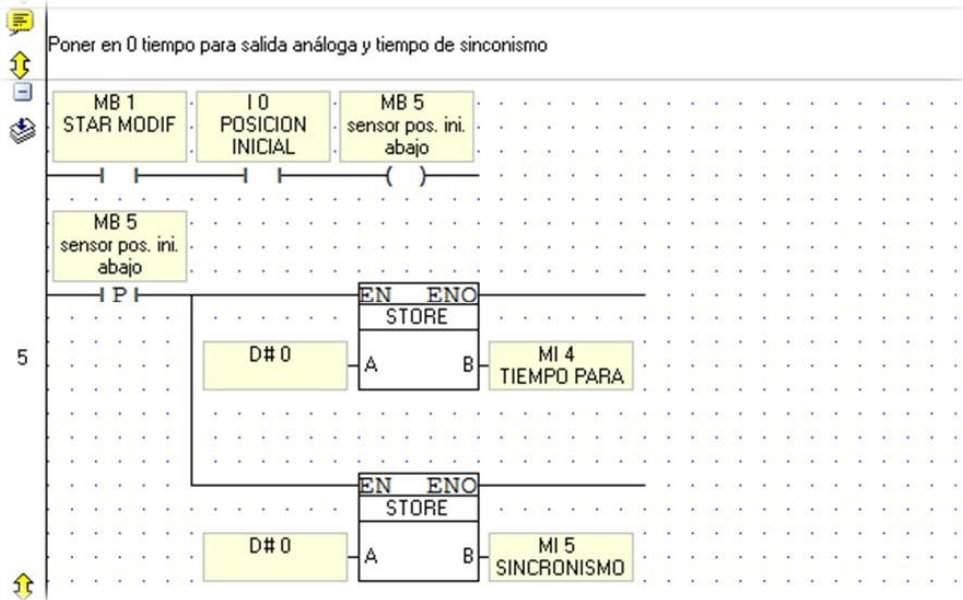 Poner en 0 tiempo para salida análoga y tiempo de sinconismo
MB 1
STAR MODIF
I 0
POSICION
INICIAL
MB 5
sensor pos. ini.
abajo
( )
MB 5
sensor pos. ini.
abajo
P
EN ENO
STORE
D# 0
A B
MI 4
TIEMPO PARA
5
EN ENO
STORE
D# 0
A B
MI 5
SINCRONISMO